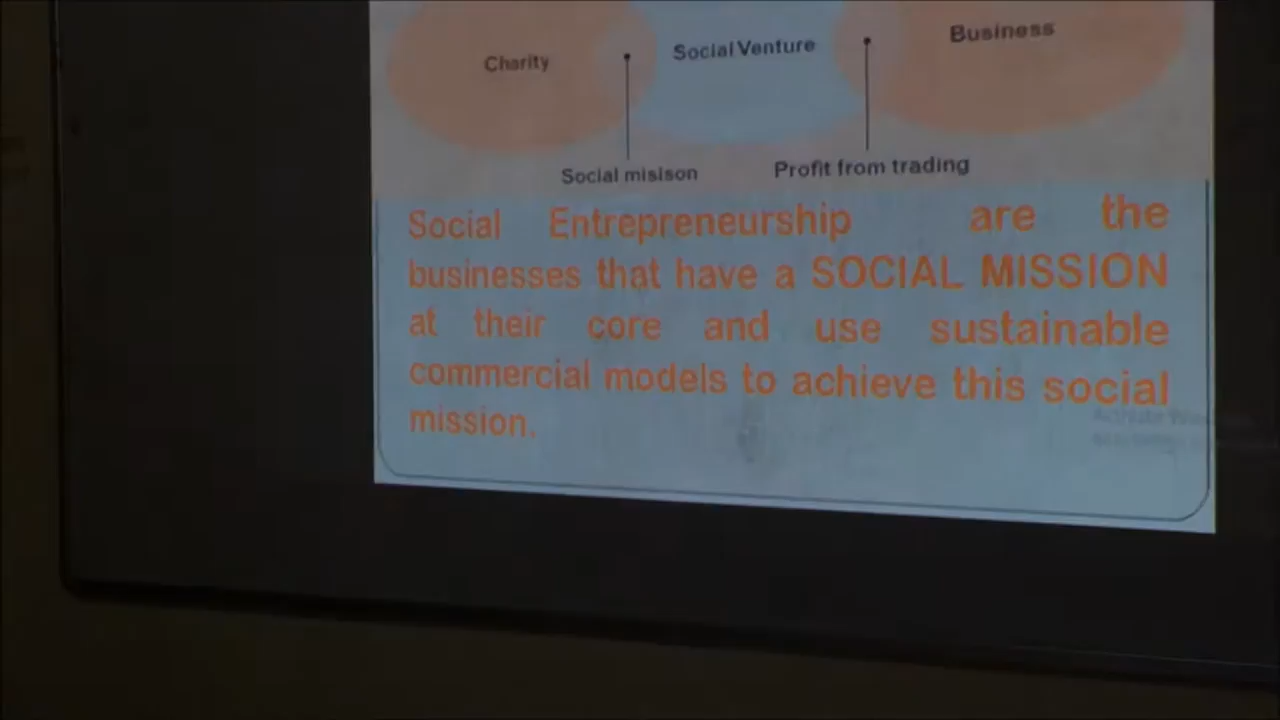 Charity Social Venture Business
Social misison Profit from trading
Social Entrepreneurship are the
businesses that have a SOCIAL MISSION
at their core and use sustainable
commercial models to achieve this social
mission.